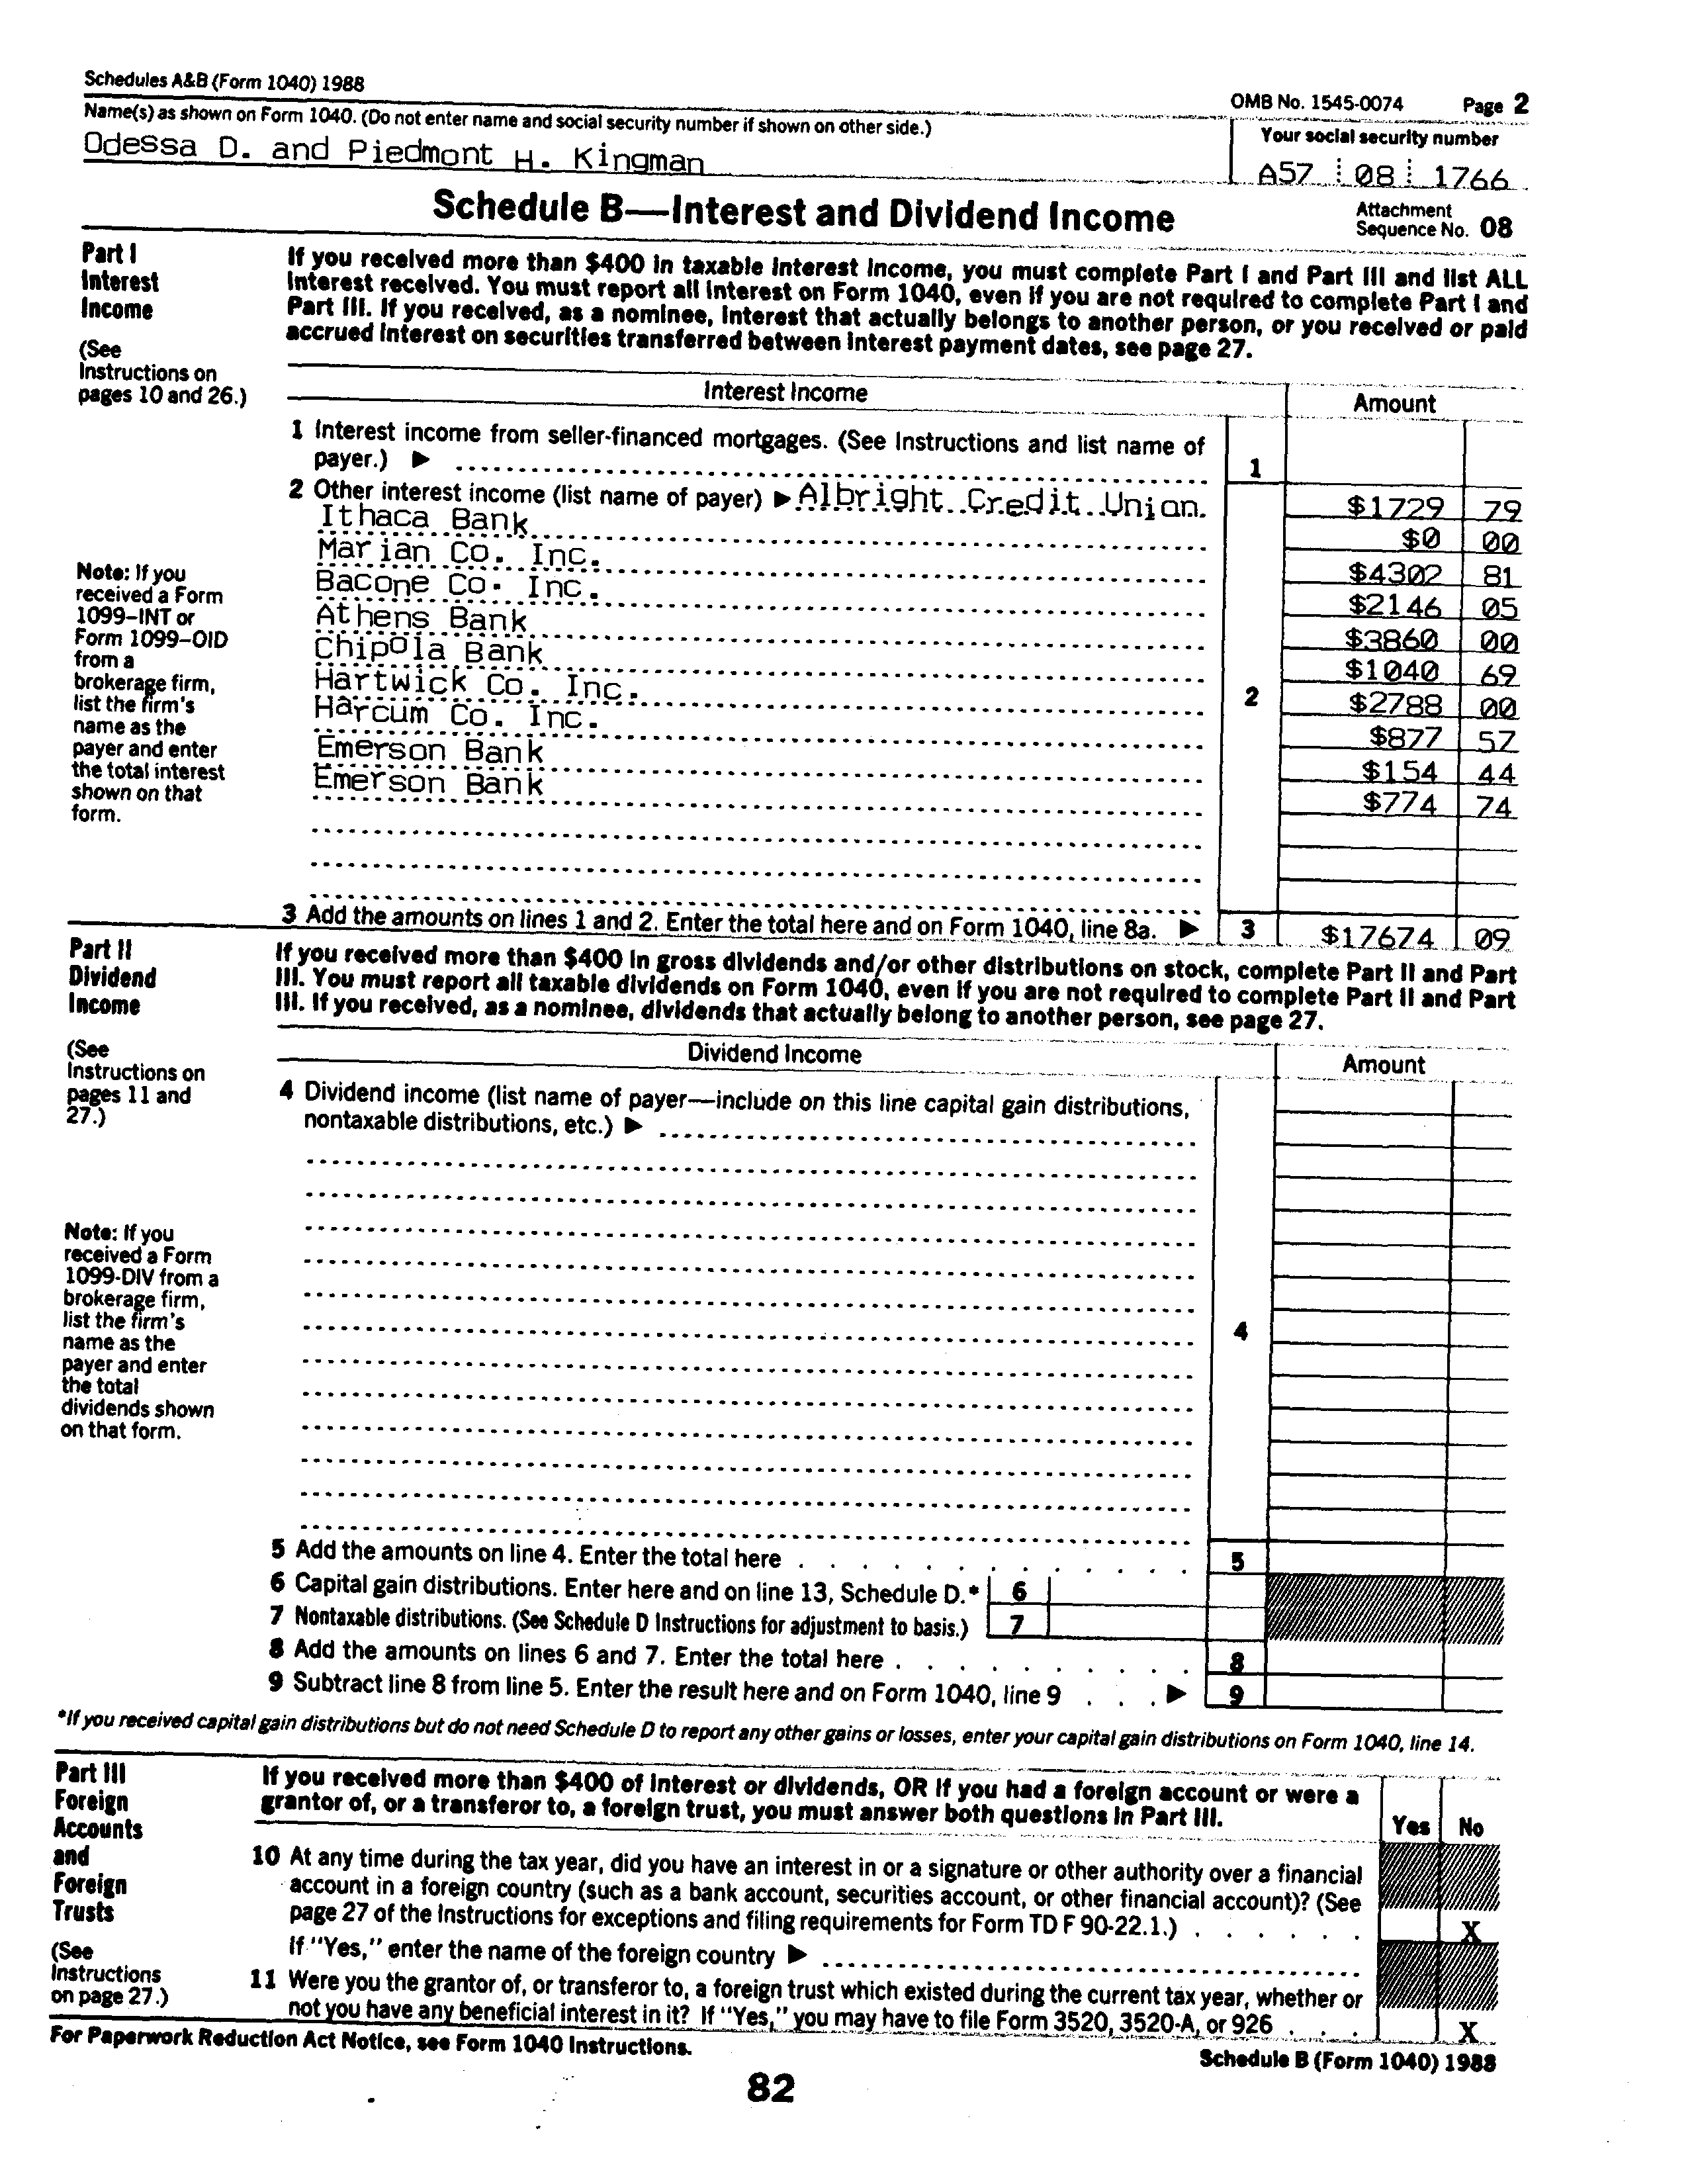 Schedules A&B (Form 1040) 1988
OMB No. 1545-0074 Page 2
Name(s) as shown on Form 1040. (Do not enter name and social security number if shown on other side.)
Your social security number
Odessa D. and Piedmont H. Kingman
A57 08 1766
Schedule B—Interest and Dividend Income
Attachment
Sequence No. 08
Part I
Interest
Income
(See
Instructions on
pages 10 and 26.)
If you received more than $400 in taxable interest income, you must complete Part I and Part III and list ALL
interest received. You must report all interest on Form 1040, even if you are not required to complete Part I and
Part III. If you received, as a nominee, interest that actually belongs to another person, or you received or paid
accrued interest on securities transferred between interest payment dates, see page 27.
Interest Income
Amount
1 Interest income from seller-financed mortgages. (See Instructions and list name of
payer.) ▶ 1
2 Other interest income (list name of payer) ▶ Albright Credit Union $1729 79
Ithaca Bank $0 00
Marian Co. Inc. $4302 81
Bacone Co. Inc. $2146 05
Athens Bank $3860 00
Chipola Bank $1040 69
Hartwick Co. Inc. 2 $2788 00
Harcum Co. Inc. $877 57
Emerson Bank $154 44
Emerson Bank $774 74
Note: If you
received a Form
1099–INT or
Form 1099–OID
from a
brokerage firm,
list the firm's
name as the
payer and enter
the total interest
shown on that
form.
3 Add the amounts on lines 1 and 2. Enter the total here and on Form 1040, line 8a. ▶ 3 $17674 09
Part II
Dividend
Income
(See
Instructions on
pages 11 and
27.)
If you received more than $400 in gross dividends and/or other distributions on stock, complete Part II and Part
III. You must report all taxable dividends on Form 1040, even if you are not required to complete Part II and Part
III. If you received, as a nominee, dividends that actually belong to another person, see page 27.
Dividend Income
Amount
4 Dividend income (list name of payer—include on this line capital gain distributions,
nontaxable distributions, etc.) ▶
4
Note: If you
received a Form
1099-DIV from a
brokerage firm,
list the firm's
name as the
payer and enter
the total
dividends shown
on that form.
5 Add the amounts on line 4. Enter the total here 5
6 Capital gain distributions. Enter here and on line 13, Schedule D.* 6
7 Nontaxable distributions. (See Schedule D Instructions for adjustment to basis.) 7
8 Add the amounts on lines 6 and 7. Enter the total here 8
9 Subtract line 8 from line 5. Enter the result here and on Form 1040, line 9 ▶ 9
*If you received capital gain distributions but do not need Schedule D to report any other gains or losses, enter your capital gain distributions on Form 1040, line 14.
Part III
Foreign
Accounts
and
Foreign
Trusts
(See
Instructions
on page 27.)
If you received more than $400 of interest or dividends, OR if you had a foreign account or were a
grantor of, or a transferor to, a foreign trust, you must answer both questions in Part III.
Yes No
10 At any time during the tax year, did you have an interest in or a signature or other authority over a financial
account in a foreign country (such as a bank account, securities account, or other financial account)? (See
page 27 of the Instructions for exceptions and filing requirements for Form TD F 90-22.1.) X
If "Yes," enter the name of the foreign country ▶
11 Were you the grantor of, or transferor to, a foreign trust which existed during the current tax year, whether or
not you have any beneficial interest in it? If "Yes," you may have to file Form 3520, 3520-A, or 926 X
For Paperwork Reduction Act Notice, see Form 1040 Instructions.
Schedule B (Form 1040) 1988
82